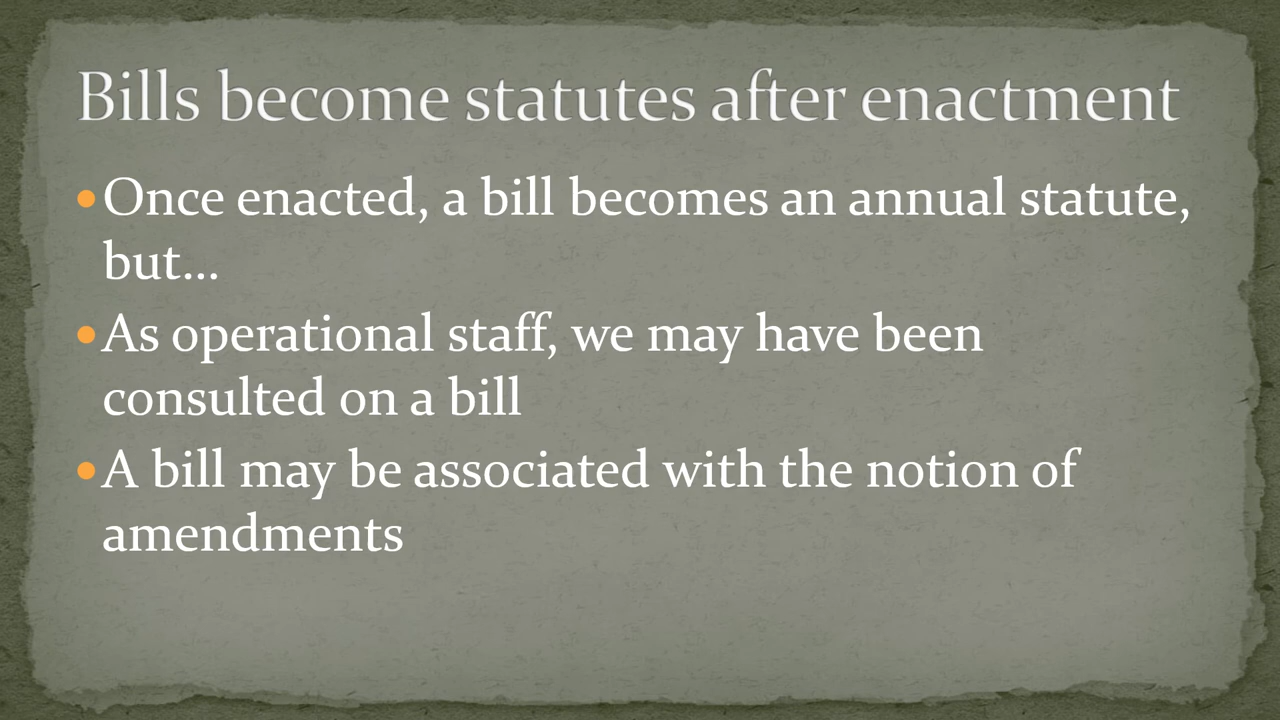 Bills become statutes after enactment
•Once enacted, a bill becomes an annual statute,
but…
•As operational staff, we may have been
consulted on a bill
•A bill may be associated with the notion of
amendments